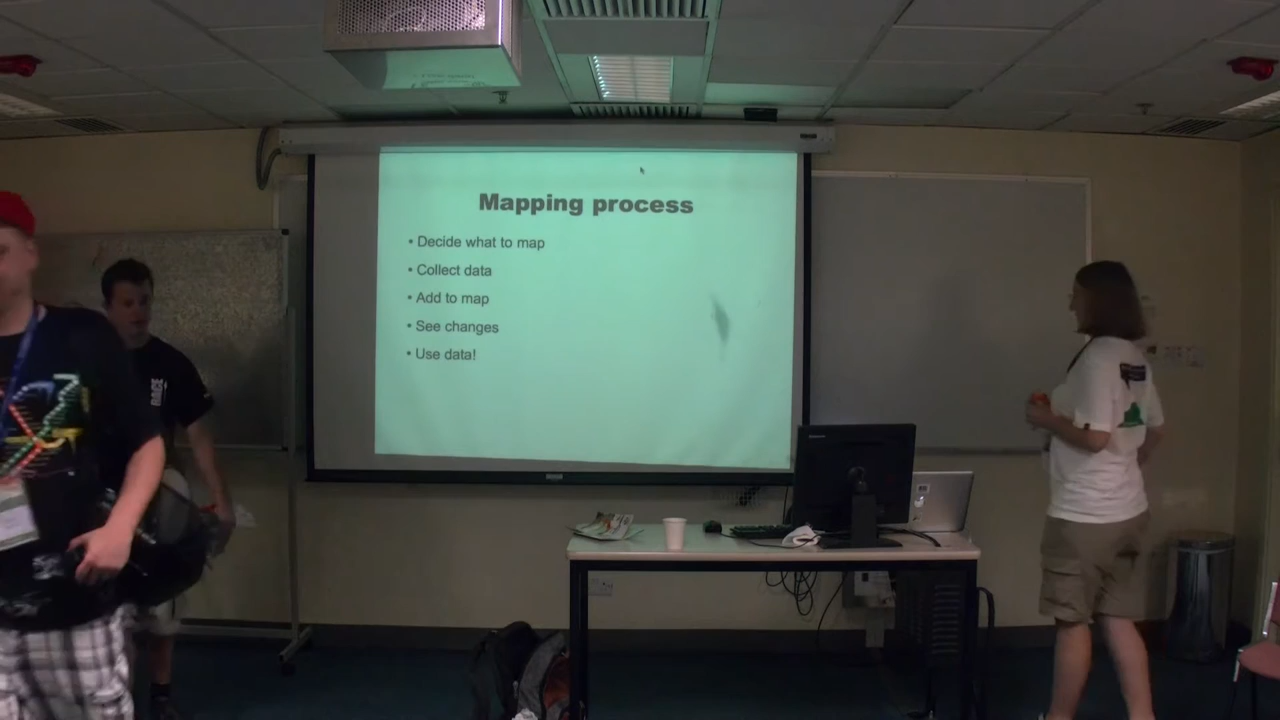 Mapping process
• Decide what to map
• Collect data
• Add to map
• See changes
• Use data!